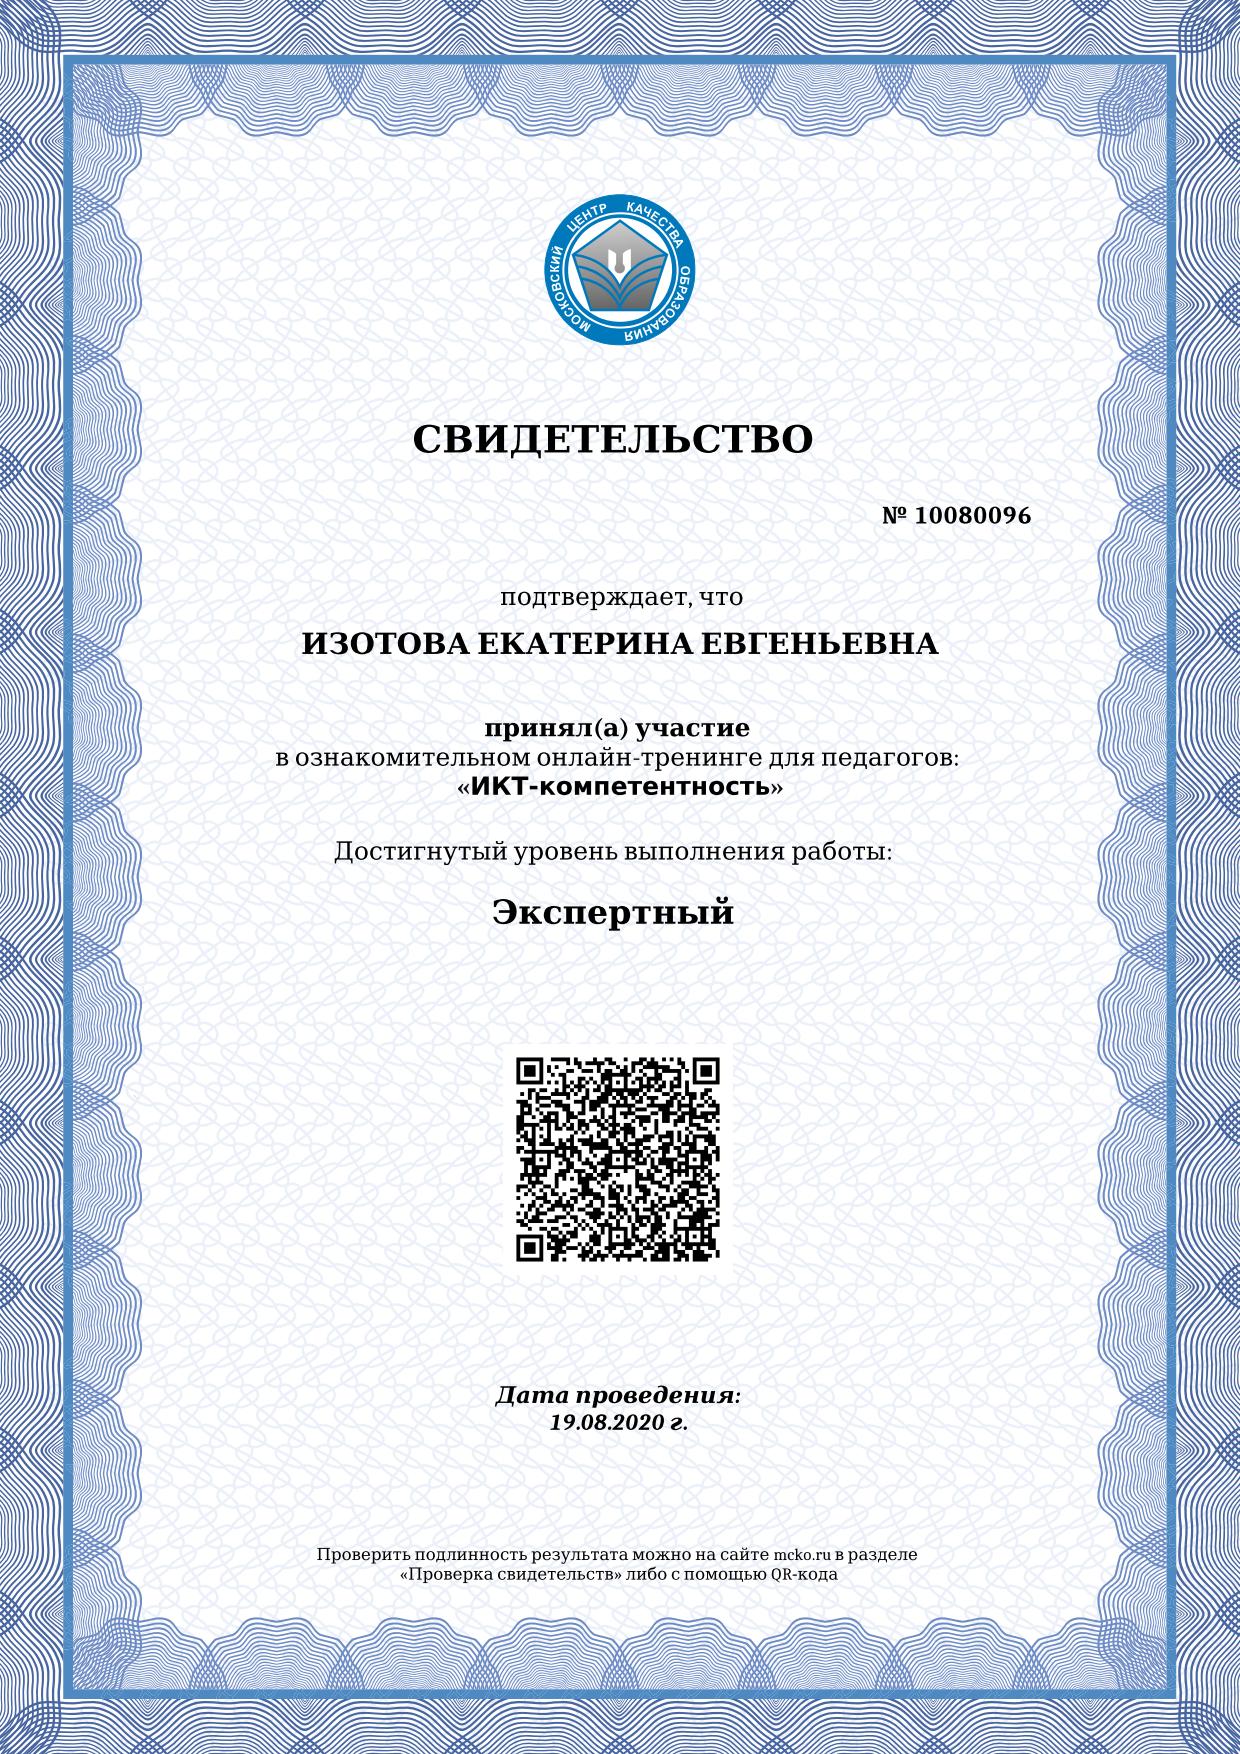 МОСКОВСКИЙ ЦЕНТР КАЧЕСТВА ОБРАЗОВАНИЯ
СВИДЕТЕЛЬСТВО
№ 10080096
подтверждает, что
ИЗОТОВА ЕКАТЕРИНА ЕВГЕНЬЕВНА
принял(а) участие
в ознакомительном онлайн-тренинге для педагогов:
«ИКТ-компетентность»
Достигнутый уровень выполнения работы:
Экспертный
Дата проведения:
19.08.2020 г.
Проверить подлинность результата можно на сайте mcko.ru в разделе
«Проверка свидетельств» либо с помощью QR-кода